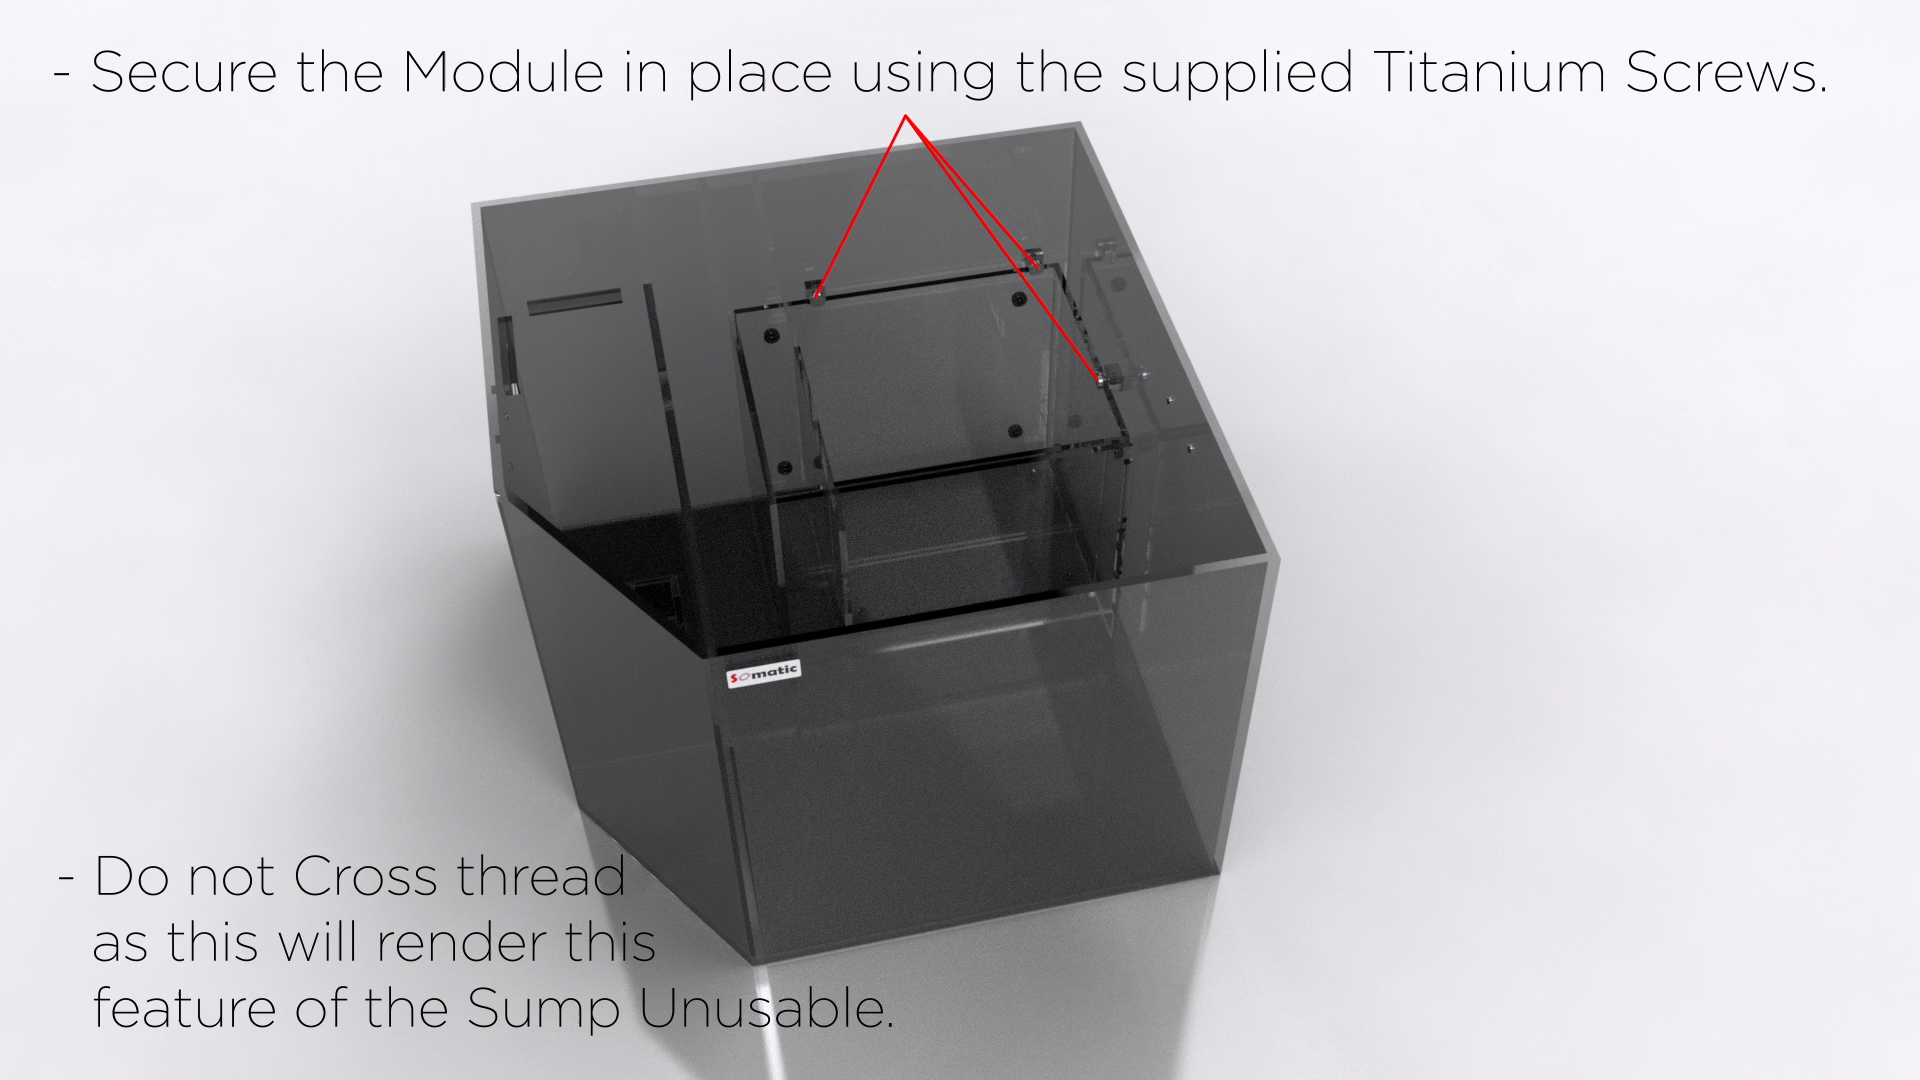 - Secure the Module in place using the supplied Titanium Screws.
Somatic
- Do not Cross thread
as this will render this
feature of the Sump Unusable.